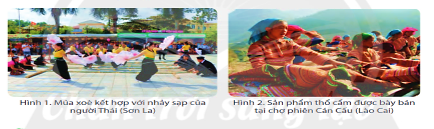 Hình 1. Múa xoè kết hợp với nhảy sạp của
người Thái (Sơn La)
Hình 2. Sản phẩm thổ cẩm được bày bán
tại chợ phiên Cán Cấu (Lào Cai)